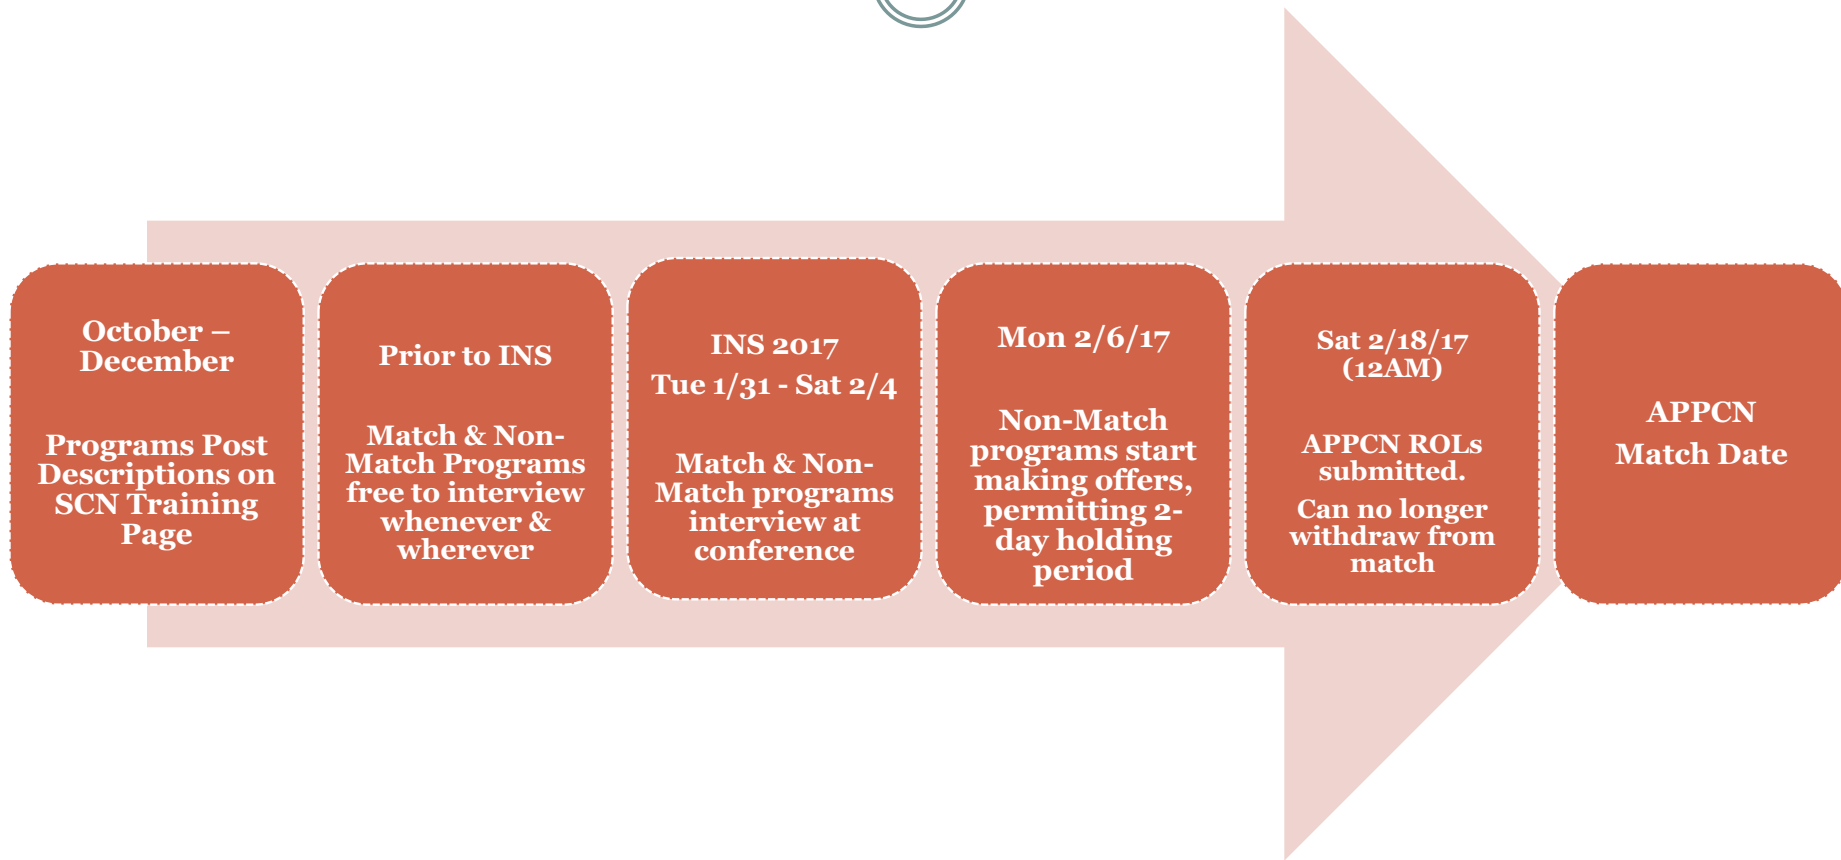 October –
December
Programs Post
Descriptions on
SCN Training
Page
Prior to INS
Match & Non-
Match Programs
free to interview
whenever &
wherever
INS 2017
Tue 1/31 - Sat 2/4
Match & Non-
Match programs
interview at
conference
Mon 2/6/17
Non-Match
programs start
making offers,
permitting 2-
day holding
period
Sat 2/18/17
(12AM)
APPCN ROLs
submitted.
Can no longer
withdraw from
match
APPCN
Match Date